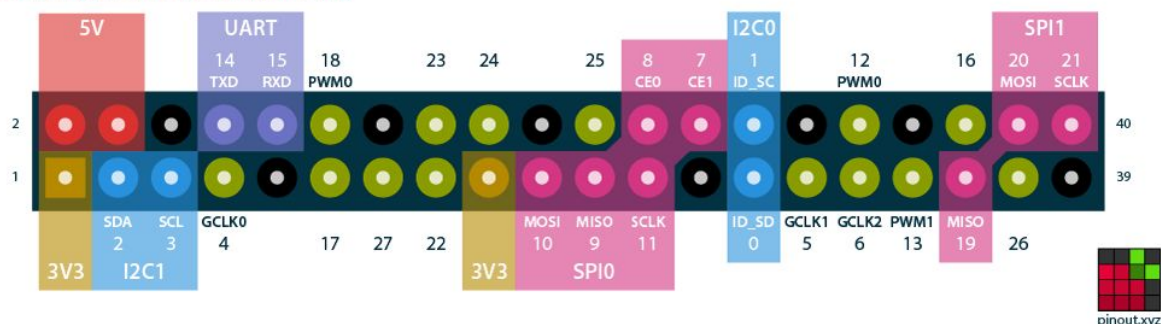 5V UART I2C0 SPI1
14 15 18 23 24 25 8 7 1 12 16 20 21
TXD RXD PWM0 CE0 CE1 ID_SC PWM0 MOSI SCLK
2 40
1 39
SDA SCL GCLK0 MOSI MISO SCLK ID_SD GCLK1 GCLK2 PWM1 MISO
2 3 4 17 27 22 10 9 11 0 5 6 13 19 26
3V3 I2C1 3V3 SPI0
pinout.xyz